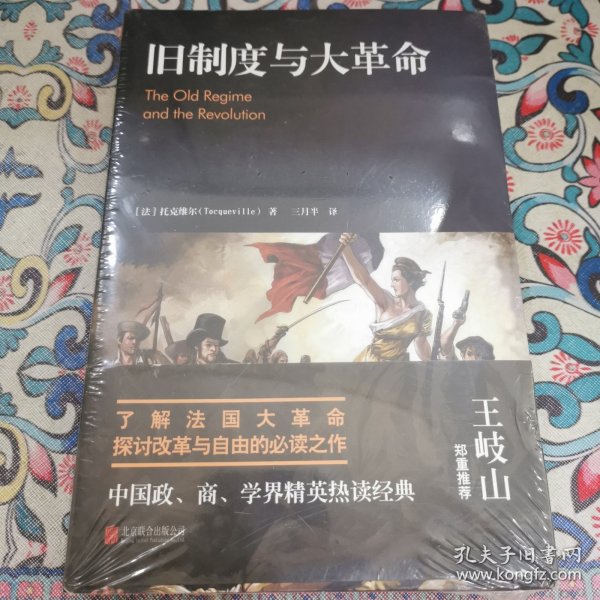 旧制度与大革命
The Old Regime
and the Revolution
[法] 托克维尔(Tocqueville) 著 三月半 译
了解法国大革命
探讨改革与自由的必读之作
中国政、商、学界精英热读经典
王岐山
郑重推荐
北京联合出版公司
孔夫子旧书网
www.kongfz.com